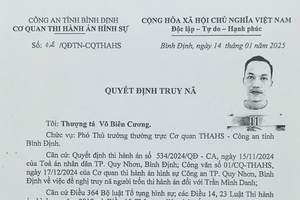 CÔNG AN TỈNH BÌNH ĐỊNH
CƠ QUAN THI HÀNH ÁN HÌNH SỰ
Số: 02 /QĐTN-CQTHAHS
CỘNG HÒA XÃ HỘI CHỦ NGHĨA VIỆT NAM
Độc lập - Tự do - Hạnh phúc
Bình Định, ngày 14 tháng 01 năm 2025
QUYẾT ĐỊNH TRUY NÃ
Tôi: Thượng tá Võ Biên Cương.
Chức vụ: Phó Thủ trưởng thường trực Cơ quan THAHS - Công an
tỉnh Bình Định.
Căn cứ: Quyết định thi hành án số 534/2024/QĐ - CA, ngày 15/11/2024
của Toà án nhân dân TP. Quy Nhơn, Bình Định; Công văn số 01/CQ-THAHS,
ngày 17/12/2024 của Cơ quan thi hành án hình sự Công an TP. Quy Nhơn, Bình
Định về việc đề nghị truy nã người trốn thi hành án đối với Trần Minh Danh;
Căn cứ Điều 364 Bộ luật Tố tụng hình sự; các Điều 14, 23 Luật Thi hành